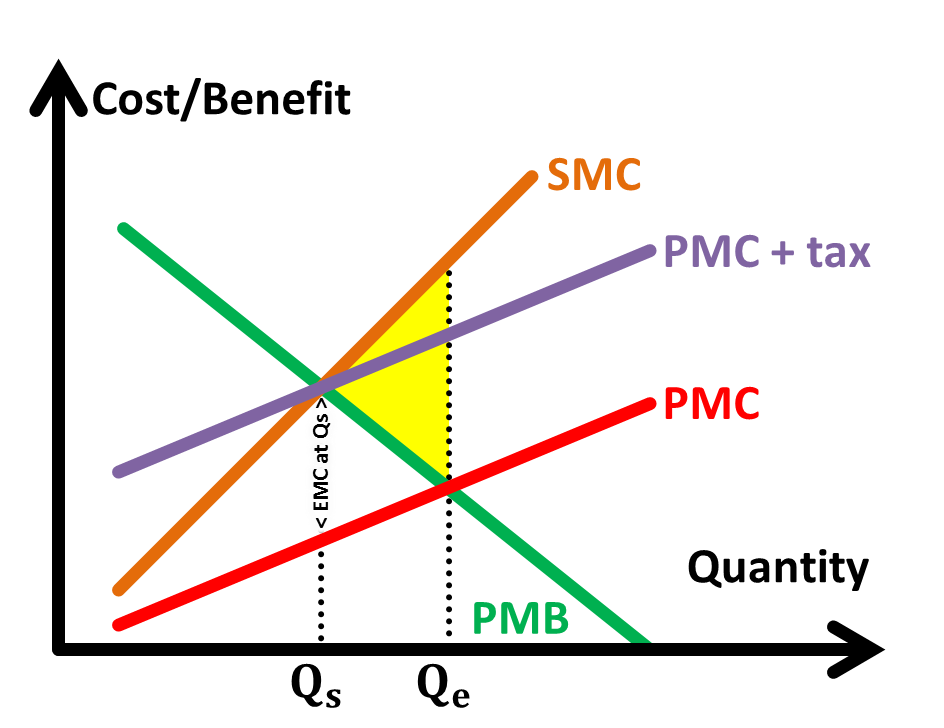 Cost/Benefit
SMC
PMC + tax
PMC
< EMC at Qs >
Quantity
PMB
Qs
Qe